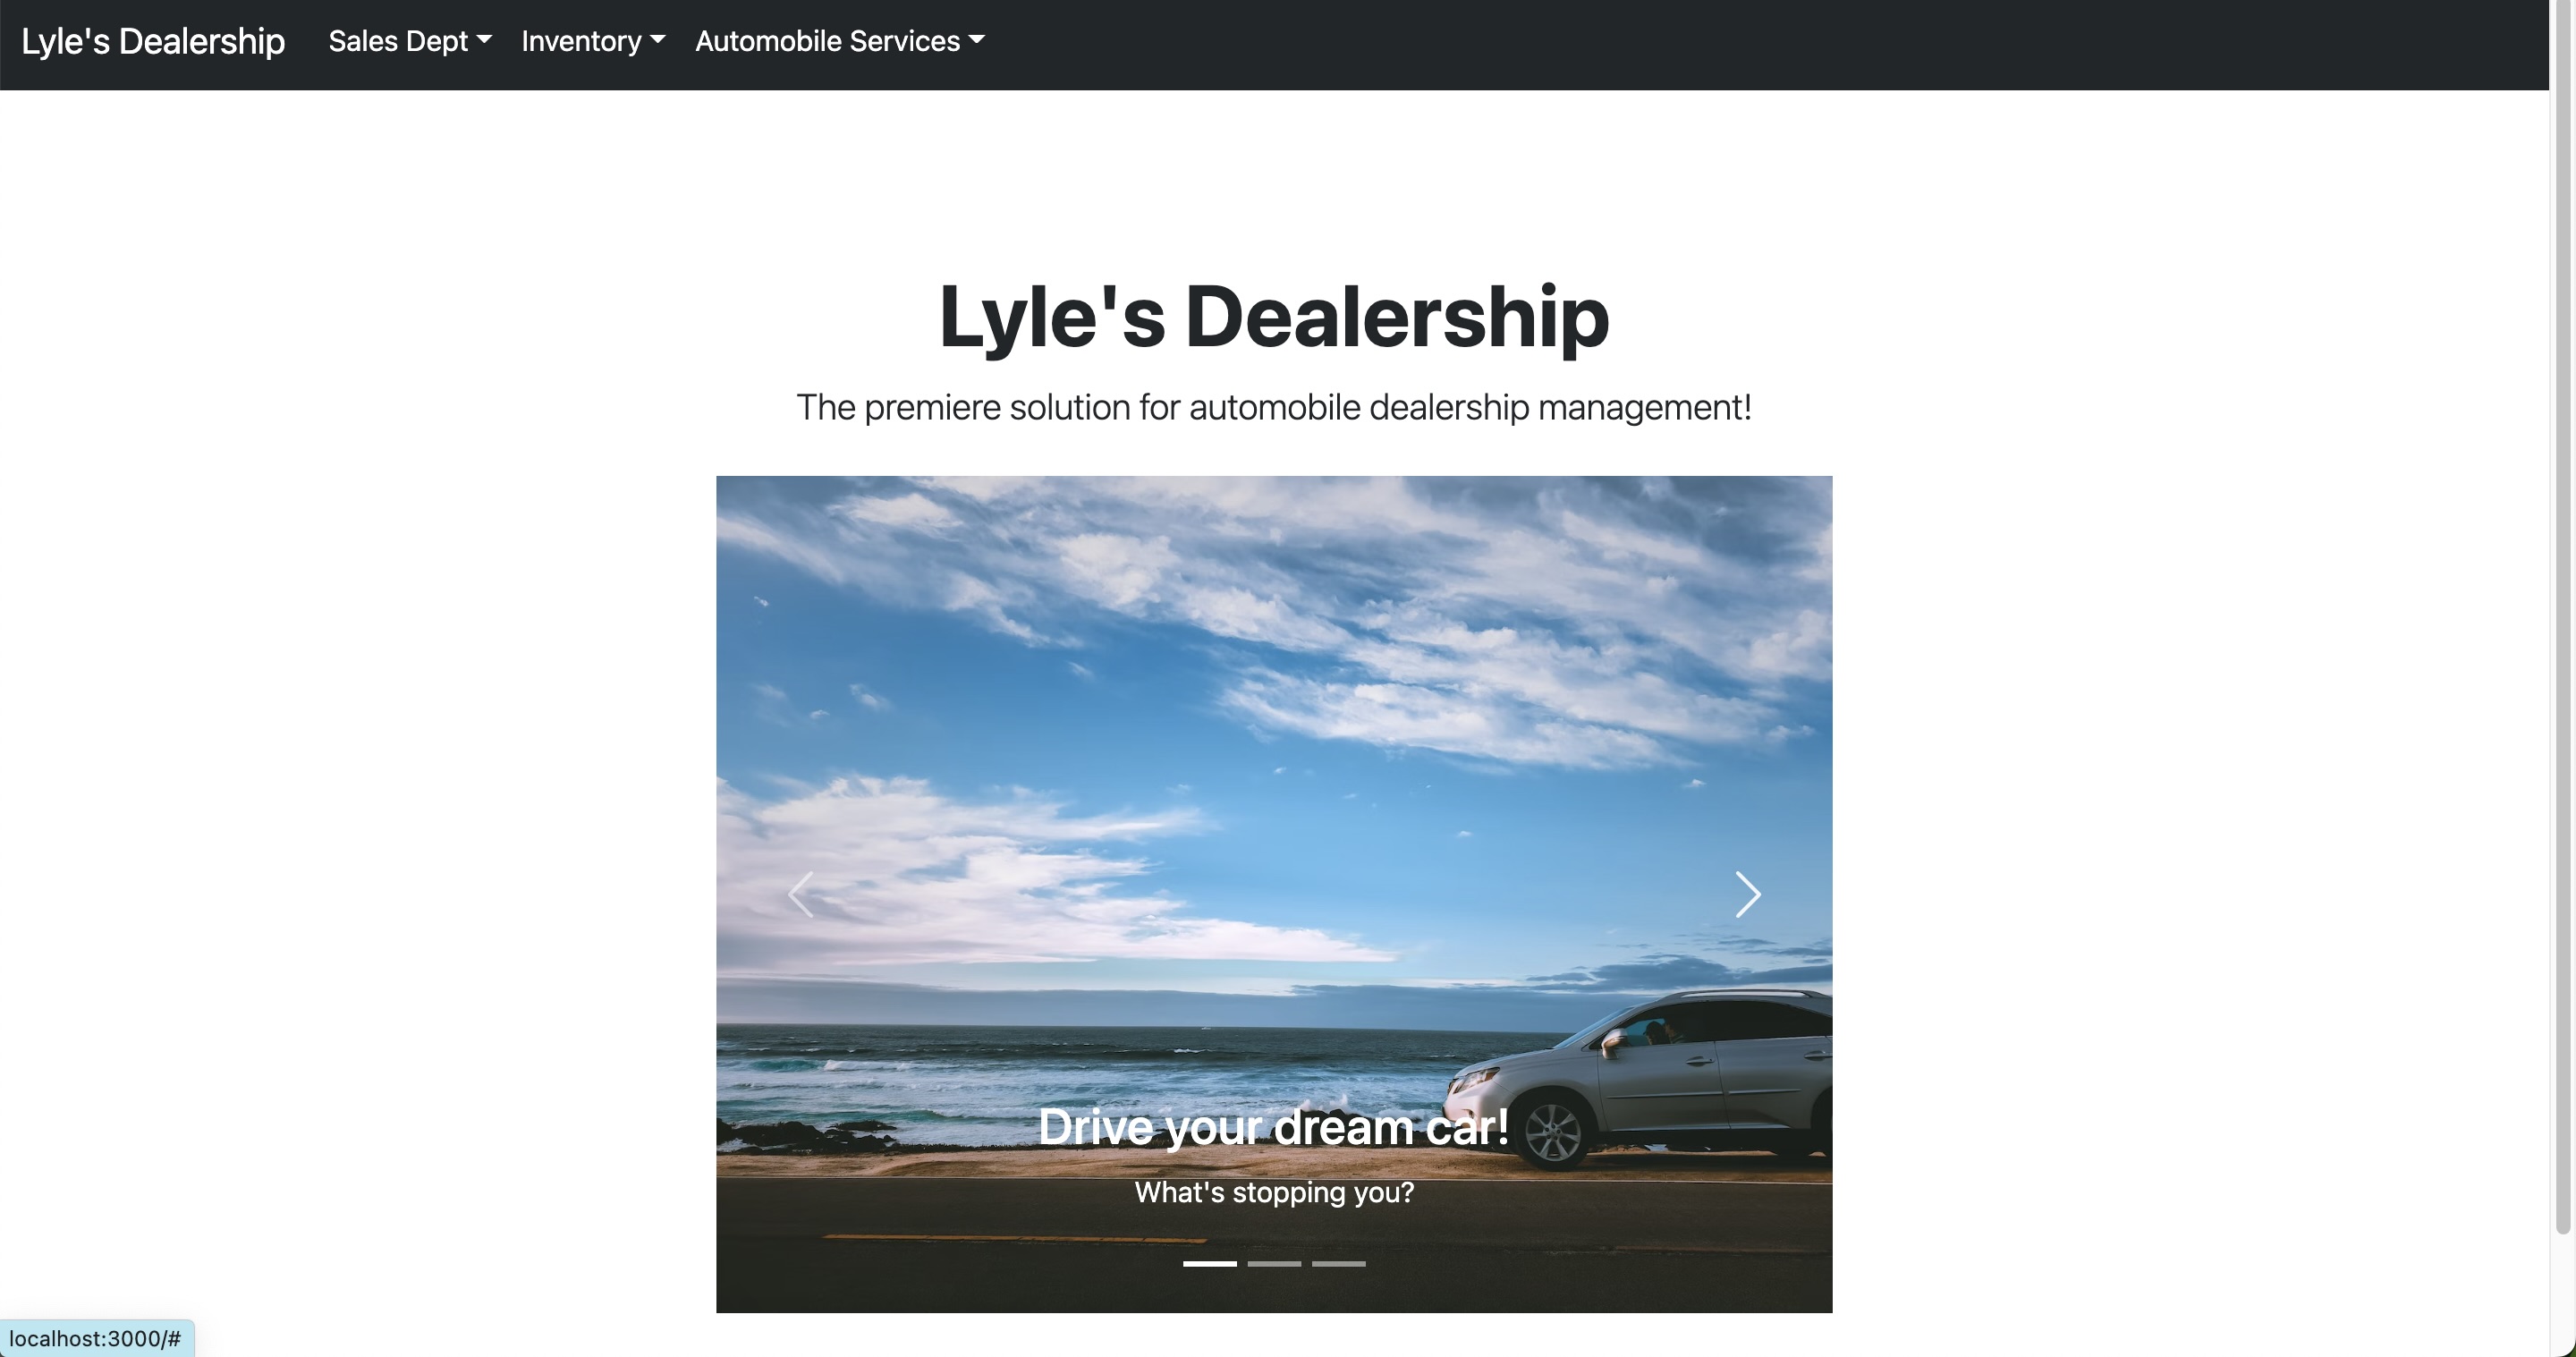 Lyle's Dealership Sales Dept Inventory Automobile Services
Lyle's Dealership
The premiere solution for automobile dealership management!
Drive your dream car!
What's stopping you?
localhost:3000/#